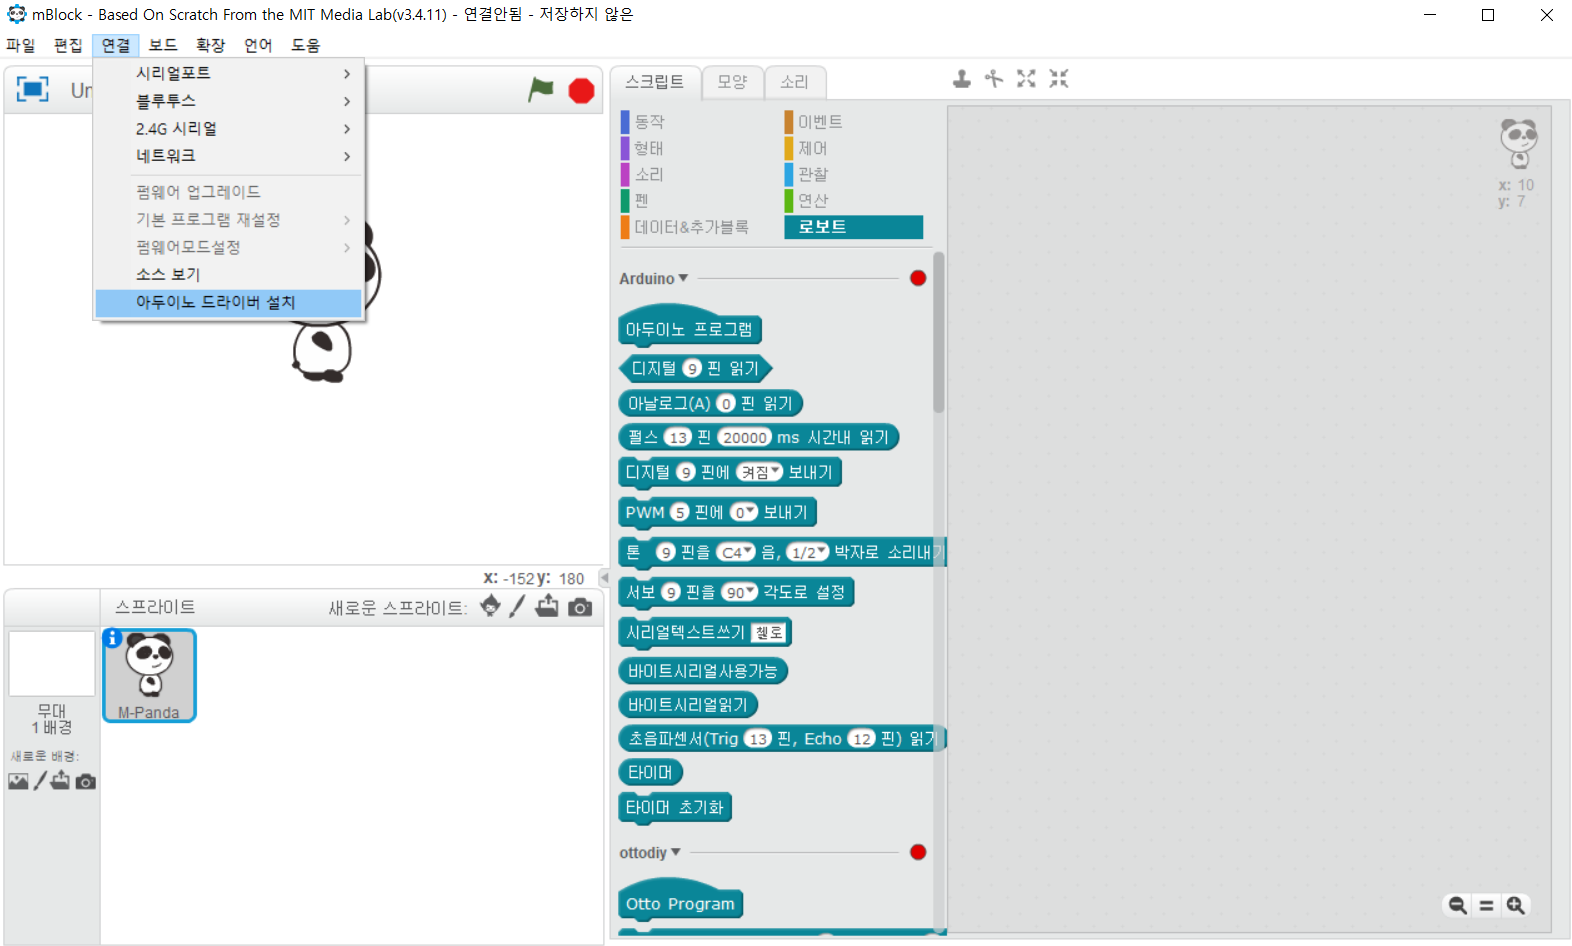 mBlock - Based On Scratch From the MIT Media Lab(v3.4.11) - 연결안됨 - 저장하지 않은
파일 편집 연결 보드 확장 언어 도움
시리얼포트
블루투스
2.4G 시리얼
네트워크
펌웨어 업그레이드
기본 프로그램 재설정
펌웨어모드설정
소스 보기
아두이노 드라이버 설치
Un
x: -152 y: 180
스프라이트 새로운 스프라이트:
M-Panda
무대
1 배경
새로운 배경:
스크립트 모양 소리
동작 이벤트
형태 제어
소리 관찰
펜 연산
데이터&추가블록 로보트
Arduino
아두이노 프로그램
디지털 9 핀 읽기
아날로그(A) 0 핀 읽기
펄스 13 핀 20000 ms 시간내 읽기
디지털 9 핀에 켜짐 보내기
PWM 5 핀에 0 보내기
톤 9 핀을 C4 음, 1/2 박자로 소리내기
서보 9 핀을 90 각도로 설정
시리얼텍스트쓰기 헬로
바이트시리얼사용가능
바이트시리얼읽기
초음파센서(Trig 13 핀, Echo 12 핀) 읽기
타이머
타이머 초기화
ottodiy
Otto Program
x: 10
y: 7